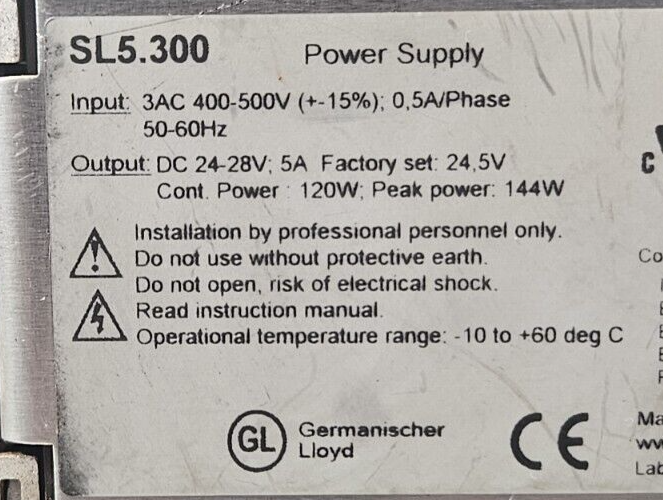 SL5.300 Power Supply
Input: 3AC 400-500V (+-15%); 0,5A/Phase
50-60Hz
Output: DC 24-28V; 5A Factory set: 24,5V
Cont. Power : 120W; Peak power: 144W
Installation by professional personnel only.
Do not use without protective earth.
Do not open, risk of electrical shock.
Read instruction manual.
Operational temperature range: -10 to +60 deg C
GL Germanischer
Lloyd
CE